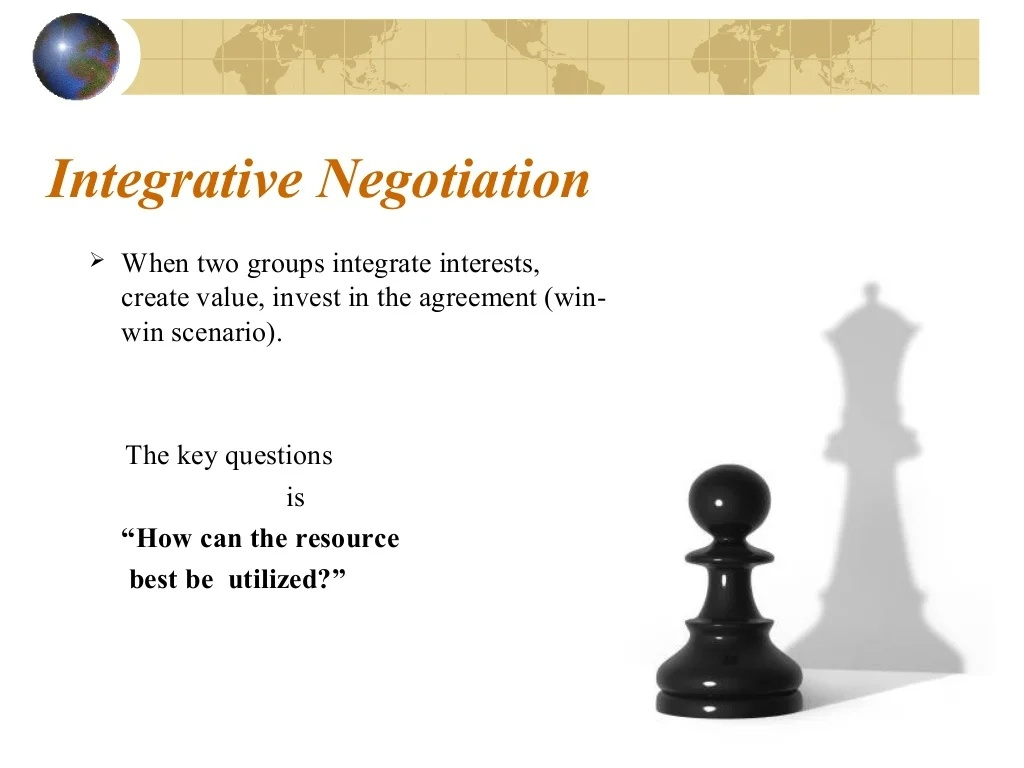 Integrative Negotiation
When two groups integrate interests,
create value, invest in the agreement (win-
win scenario).
The key questions
is
“How can the resource
best be utilized?”